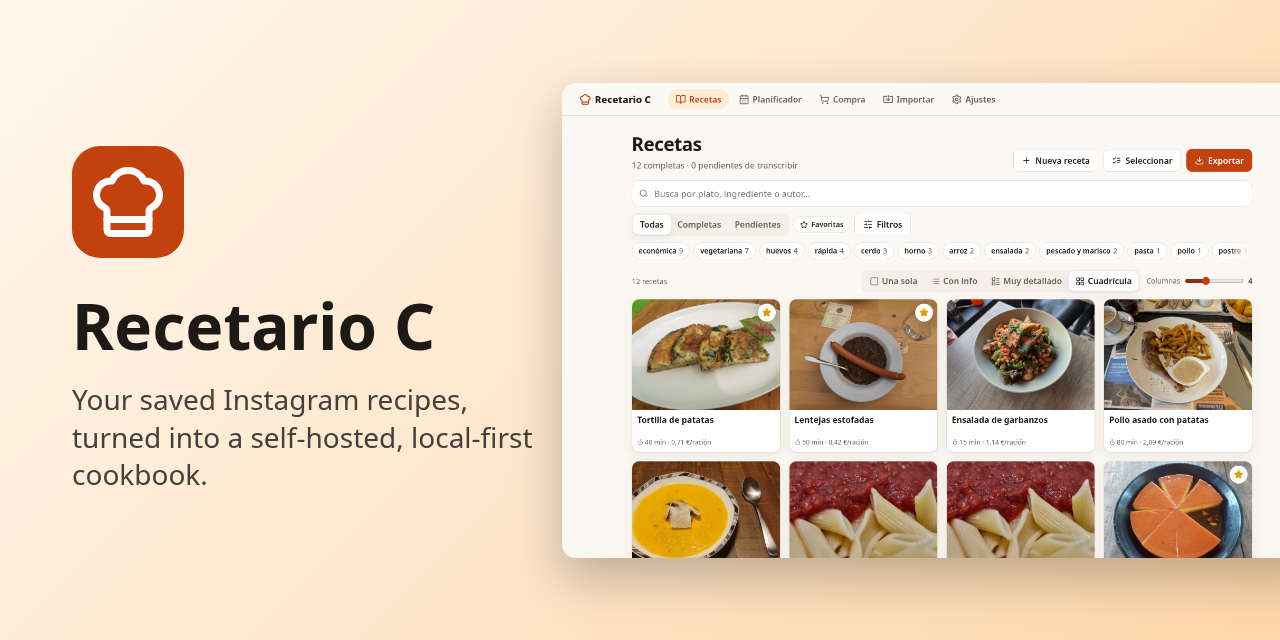 Recetario C
Your saved Instagram recipes,
turned into a self-hosted, local-first
cookbook.
Recetario C
Recetas
Planificador
Compra
Importar
Ajustes
Recetas
12 completas · 0 pendientes de transcribir
Nueva receta
Seleccionar
Exportar
Busca por plato, ingrediente o autor...
Todas
Completas
Pendientes
Favoritas
Filtros
económica 9
vegetariana 7
huevos 4
rápida 4
cerdo 3
horno 3
arroz 2
ensalada 2
pescado y marisco 2
pasta 1
pollo 1
postre 1
12 recetas
Una sola
Con info
Muy detallado
Cuadrícula
Columnas
4
Tortilla de patatas
40 min · 0,71 €/ración
Lentejas estofadas
50 min · 0,42 €/ración
Ensalada de garbanzos
15 min · 1,14 €/ración
Pollo asado con patatas
80 min · 2,09 €/ración